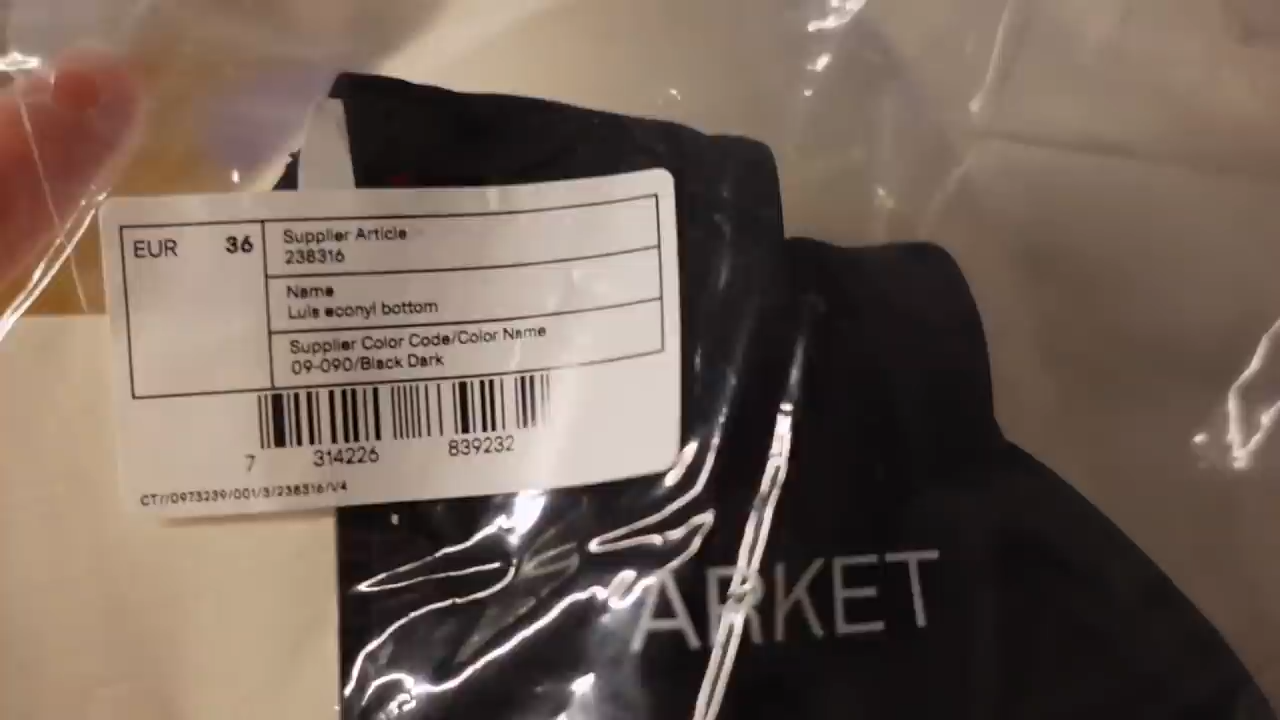 EUR 36
Supplier Article
238316
Name
Luis econyl bottom
Supplier Color Code/Color Name
09-090/Black Dark
7 314226 839232
CT//0973239/001/3/238316/V4
ARKET